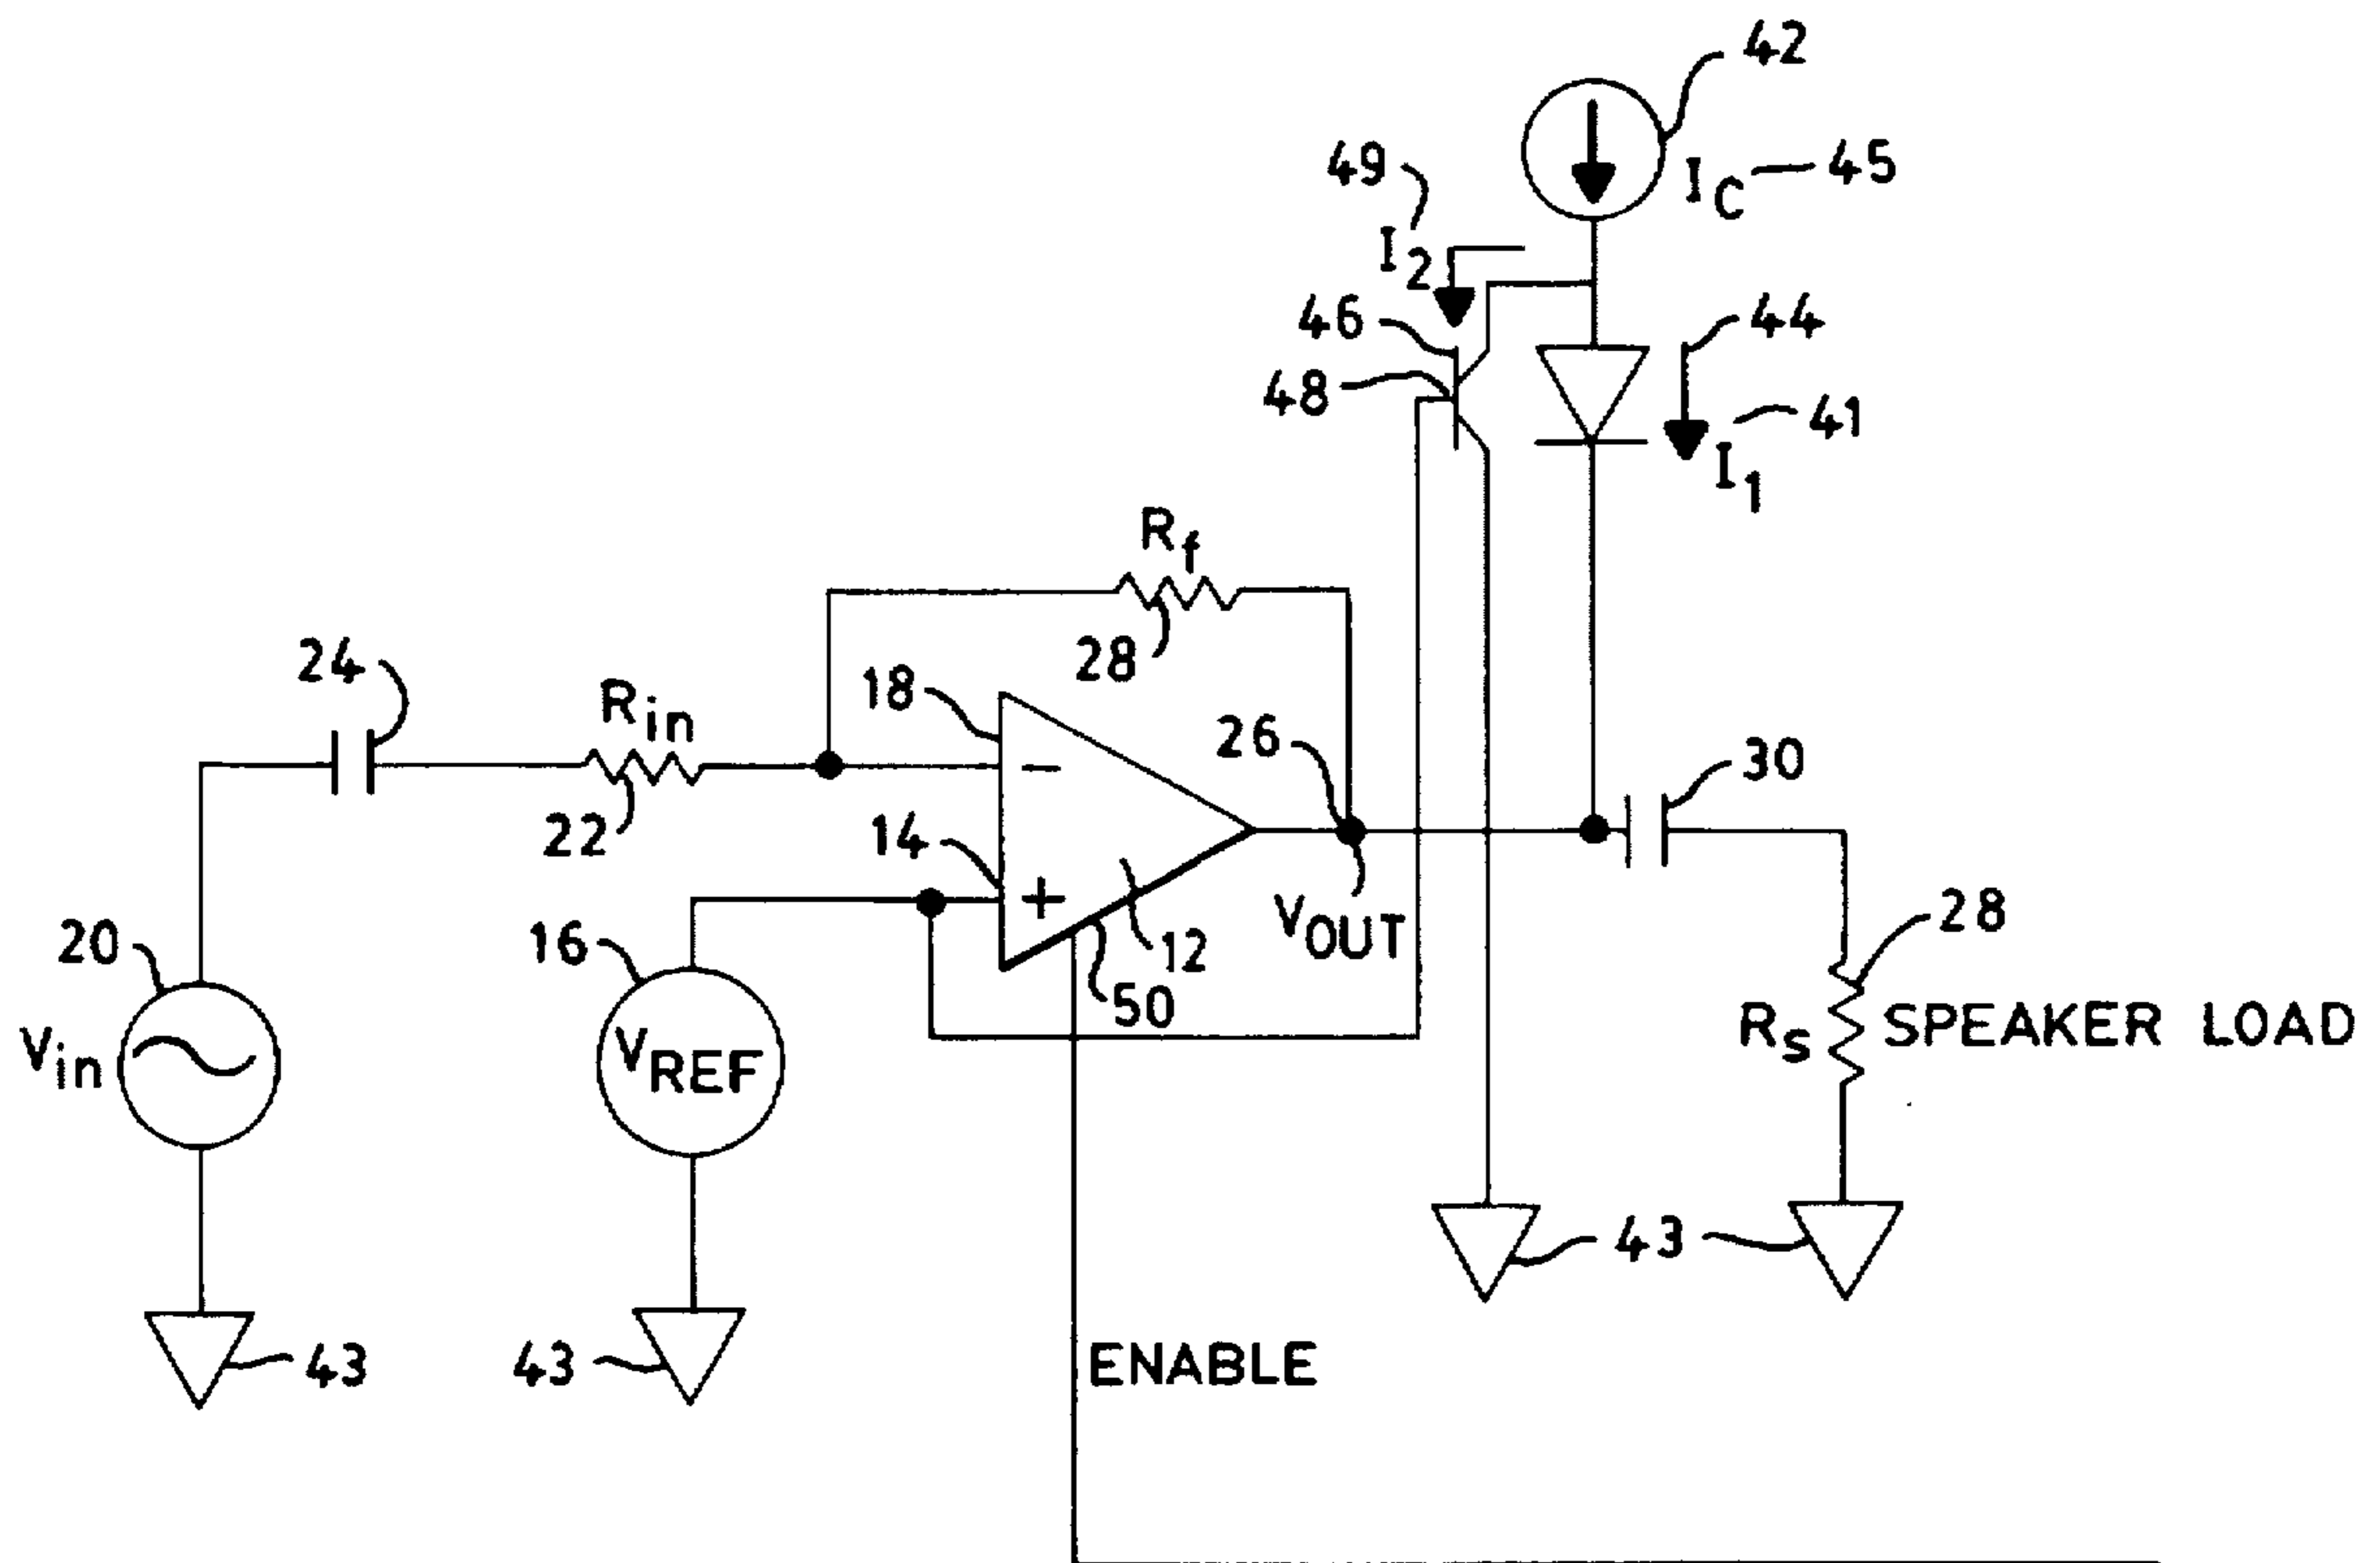 42
49
I_C
45
I_2
46
44
48
41
I_1
R_f
24
28
18
R_in
26
30
22
14
V_OUT
28
20
16
12
50
V_in
V_REF
R_S SPEAKER LOAD
43
43
43
ENABLE